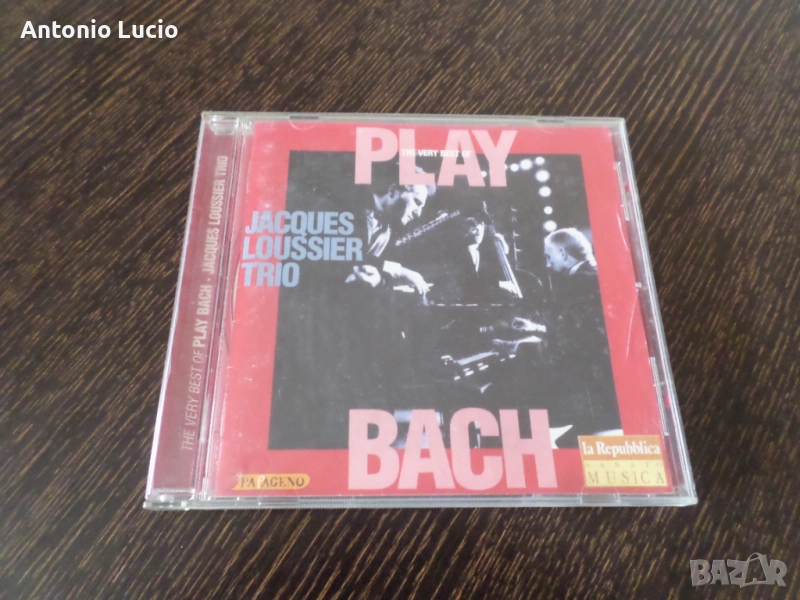 Antonio Lucio
THE VERY BEST OF PLAY BACH . JACQUES LOUSSIER TRIO
PLAY
THE VERY BEST OF
JACQUES
LOUSSIER
TRIO
BACH
PAPAGENO
la Repubblica
MUSICA
BAZAR